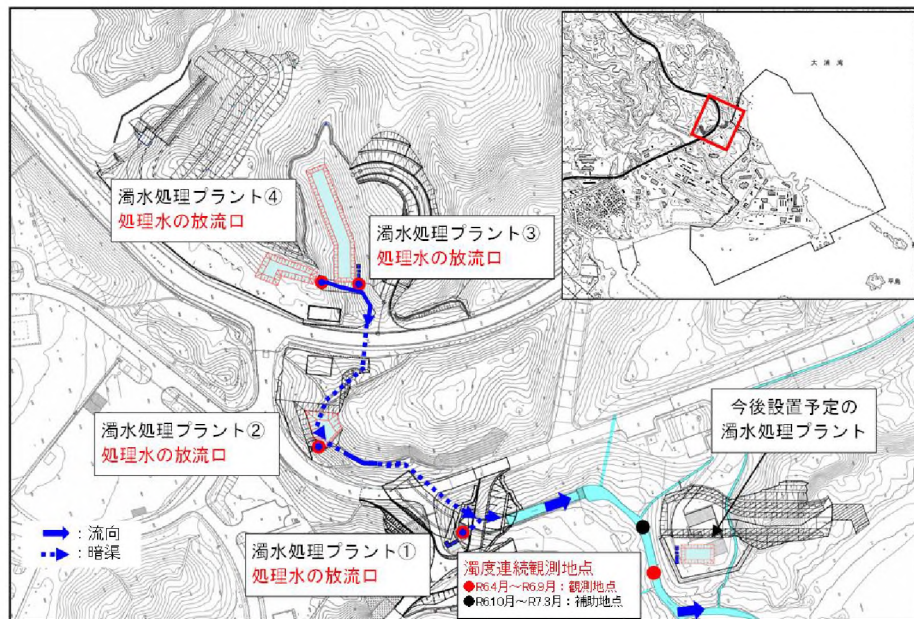 大浦湾
平島
濁水処理プラント④
処理水の放流口
濁水処理プラント③
処理水の放流口
濁水処理プラント②
処理水の放流口
今後設置予定の
濁水処理プラント
：流向
：暗渠
濁水処理プラント①
処理水の放流口
濁度連続観測地点
R6.4月～R6.9月：観測地点
R6.10月～R7.3月：補助地点